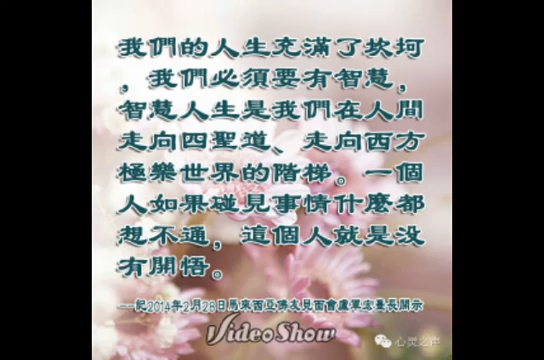 我們的人生充滿了坎坷
，我們必須要有智慧，
智慧人生是我們在人間
走向四聖道、走向西方
極樂世界的階梯。一個
人如果碰見事情什麼都
想不通，這個人就是没
有開悟。
——記2014年2月28日馬來西亞佛友見面會盧軍宏臺長開示
VideoShow
心灵之声